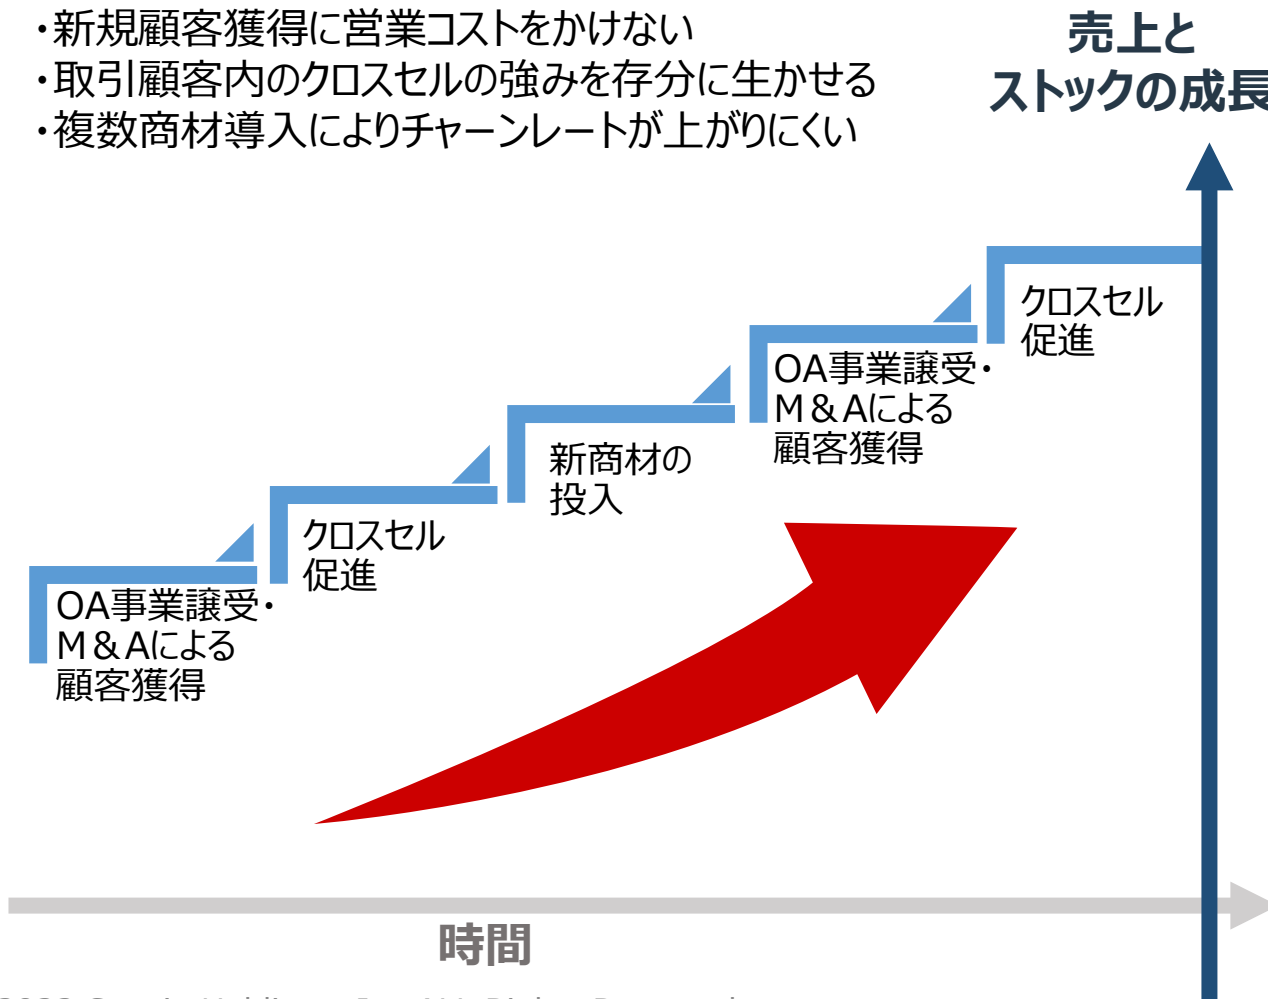 ・新規顧客獲得に営業コストをかけない
・取引顧客内のクロスセルの強みを存分に生かせる
・複数商材導入によりチャーンレートが上がりにくい
売上と
ストックの成長
クロスセル
促進
OA事業譲受・
M＆Aによる
顧客獲得
新商材の
投入
クロスセル
促進
OA事業譲受・
M＆Aによる
顧客獲得
時間